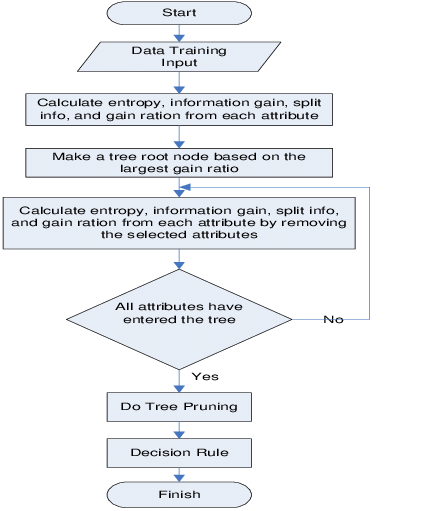 Start
Data Training
Input
Calculate entropy, information gain, split
info, and gain ration from each attribute
Make a tree root node based on the
largest gain ratio
Calculate entropy, information gain, split info,
and gain ration from each attribute by removing
the selected attributes
All attributes have
entered the tree
No
Yes
Do Tree Pruning
Decision Rule
Finish